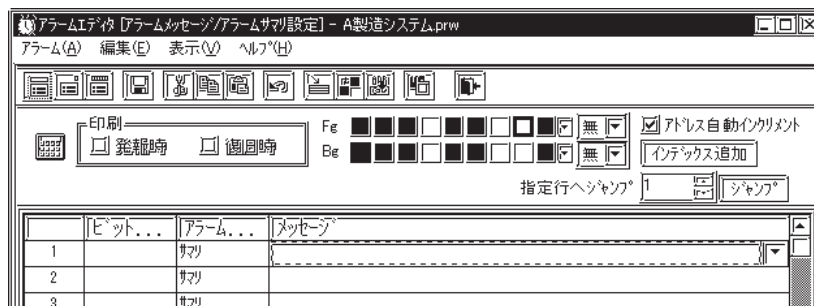 アラームエディタ [アラームメッセージ/アラームサマリ設定] - A製造システム.prw
アラーム(A) 編集(E) 表示(V) ヘルプ(H)
印刷
発報時 復旧時
Fg 無
Bg 無
アドレス自動インクリメント
インデックス追加
指定行へジャンプ 1 ジャンプ
ビット... アラーム... メッセージ
1 サマリ
2 サマリ
3 サマリ